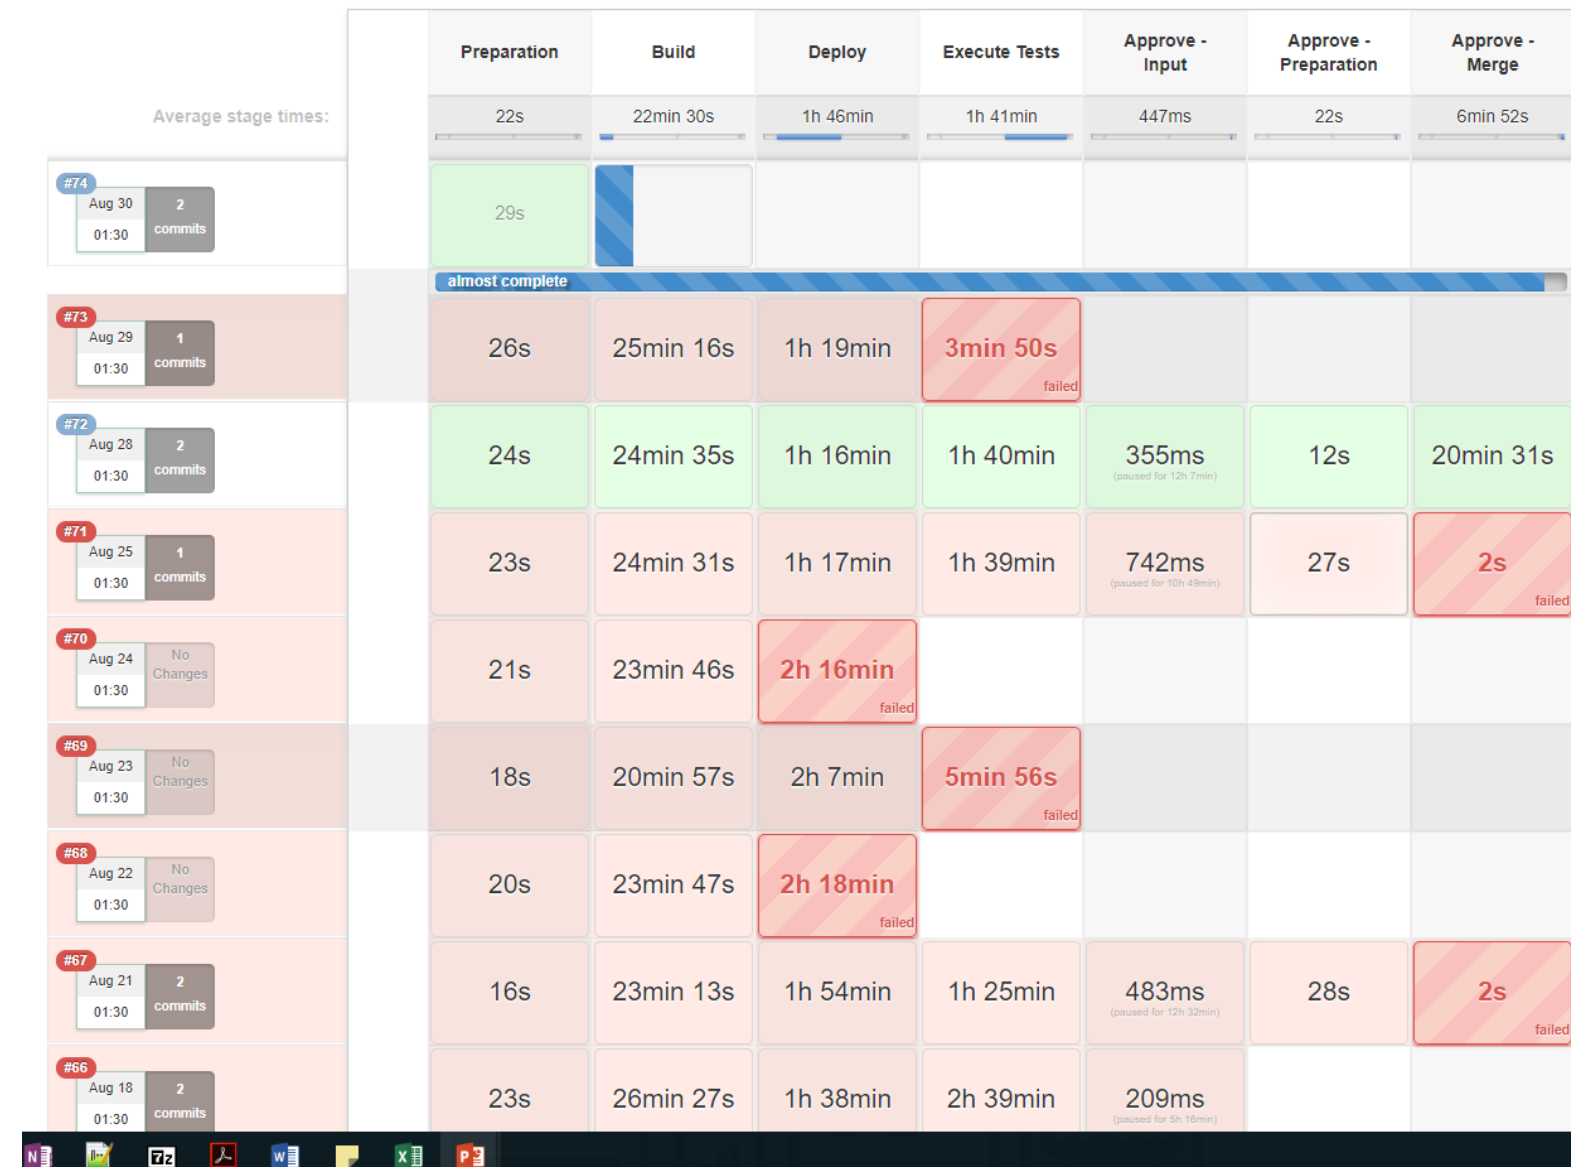 Preparation
Build
Deploy
Execute Tests
Approve -
Input
Approve -
Preparation
Approve -
Merge
Average stage times:
22s
22min 30s
1h 46min
1h 41min
447ms
22s
6min 52s
#74
Aug 30
01:30
2
commits
29s
almost complete
#73
Aug 29
01:30
1
commits
26s
25min 16s
1h 19min
3min 50s
failed
#72
Aug 28
01:30
2
commits
24s
24min 35s
1h 16min
1h 40min
355ms
(paused for 12h 7min)
12s
20min 31s
#71
Aug 25
01:30
1
commits
23s
24min 31s
1h 17min
1h 39min
742ms
(paused for 10h 49min)
27s
2s
failed
#70
Aug 24
01:30
No
Changes
21s
23min 46s
2h 16min
failed
#69
Aug 23
01:30
No
Changes
18s
20min 57s
2h 7min
5min 56s
failed
#68
Aug 22
01:30
No
Changes
20s
23min 47s
2h 18min
failed
#67
Aug 21
01:30
2
commits
16s
23min 13s
1h 54min
1h 25min
483ms
(paused for 12h 32min)
28s
2s
failed
#66
Aug 18
01:30
2
commits
23s
26min 27s
1h 38min
2h 39min
209ms
(paused for 5h 16min)
N
7z
W
X
P